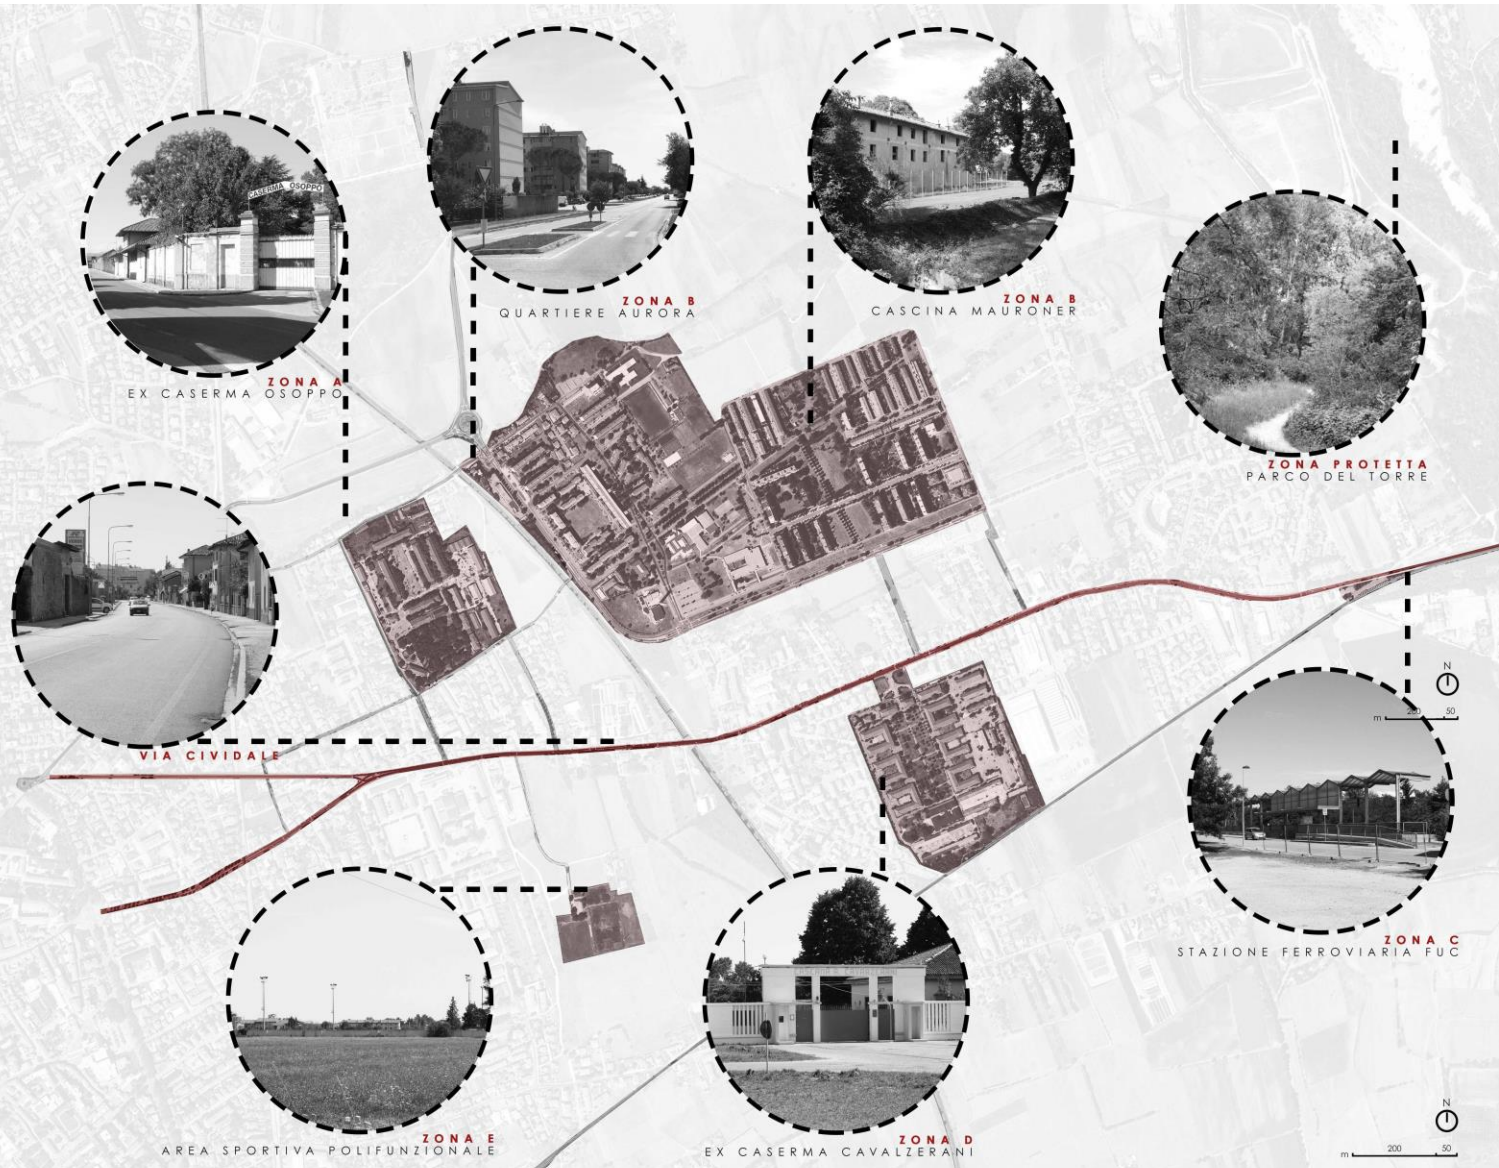 CASERMA OSOPPO
ZONA B
QUARTIERE AURORA
ZONA B
CASCINA MAURONER
ZONA A
EX CASERMA OSOPPO
ZONA PROTETTA
PARCO DEL TORRE
VIA CIVIDALE
N
m 200 50
ZONA C
STAZIONE FERROVIARIA FUC
ZONA E
AREA SPORTIVA POLIFUNZIONALE
ZONA D
EX CASERMA CAVALZERANI
N
m 200 50